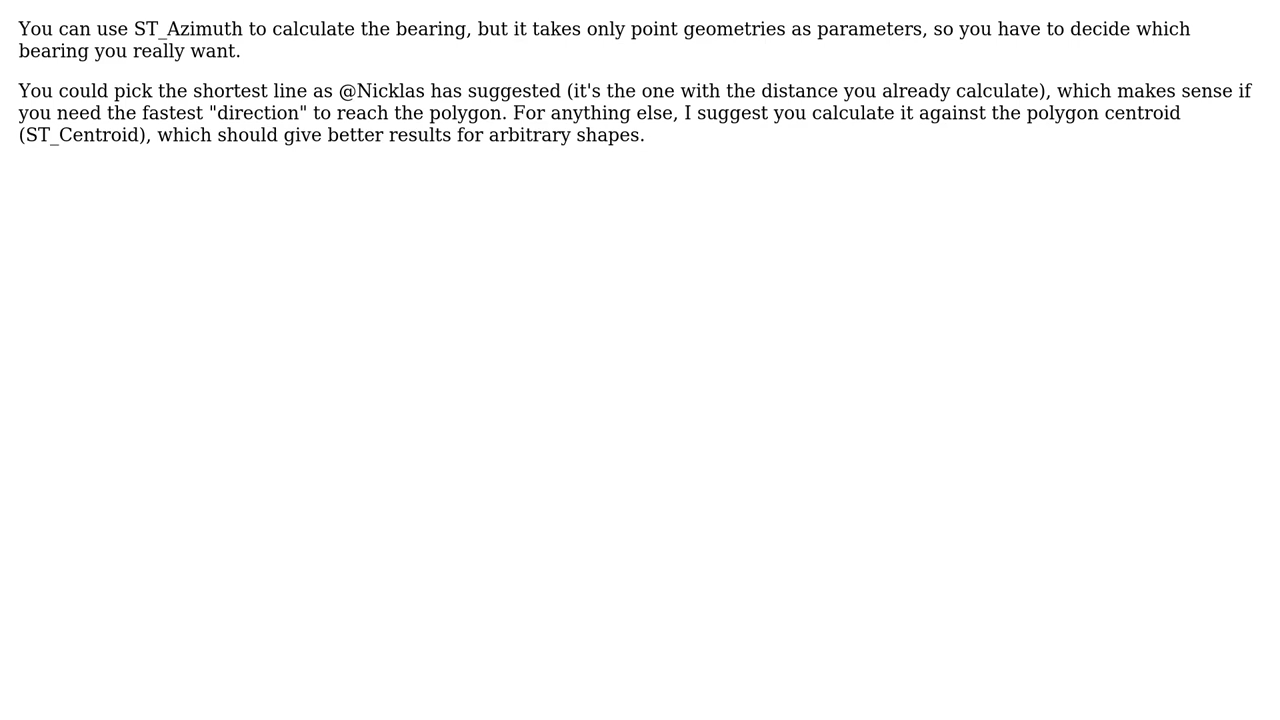 You can use ST_Azimuth to calculate the bearing, but it takes only point geometries as parameters, so you have to decide which
bearing you really want.
You could pick the shortest line as @Nicklas has suggested (it's the one with the distance you already calculate), which makes sense if
you need the fastest "direction" to reach the polygon. For anything else, I suggest you calculate it against the polygon centroid
(ST_Centroid), which should give better results for arbitrary shapes.